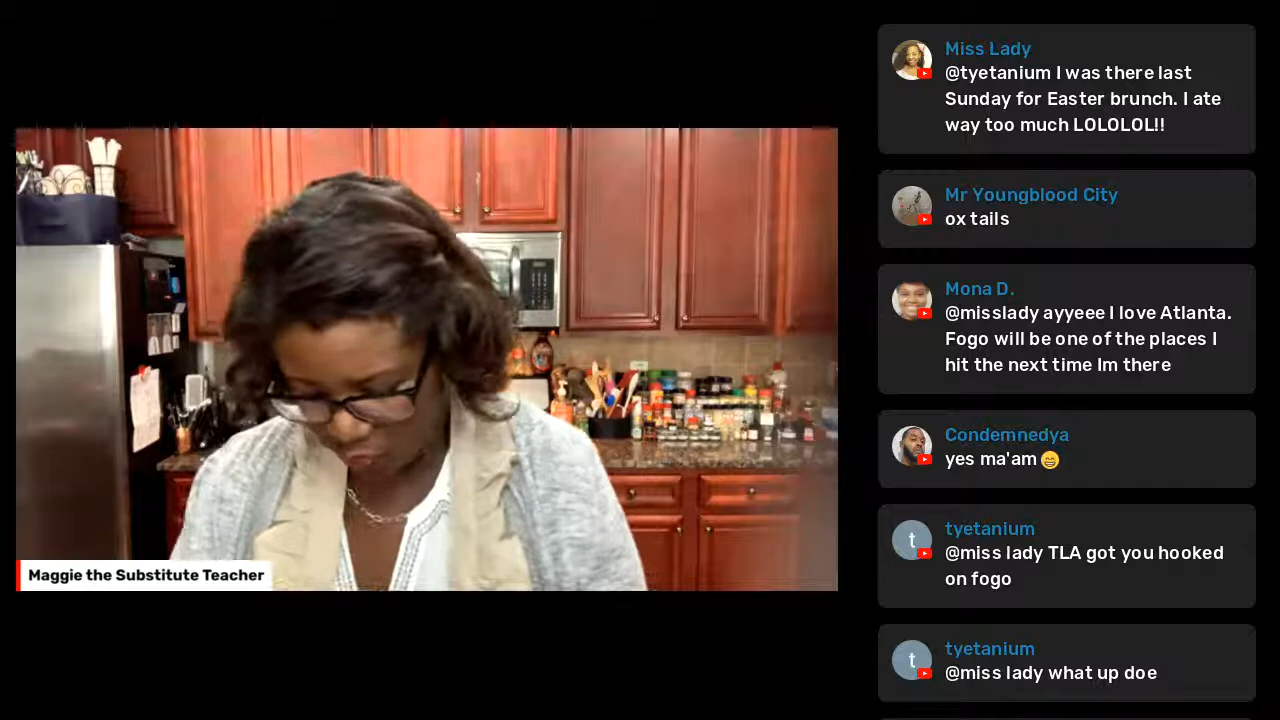 Maggie the Substitute Teacher
Miss Lady
@tyetanium I was there last
Sunday for Easter brunch. I ate
way too much LOLOLOL!!
Mr Youngblood City
ox tails
Mona D.
@misslady ayyeee I love Atlanta.
Fogo will be one of the places I
hit the next time Im there
Condemnedya
yes ma'am😁
t
tyetanium
@miss lady TLA got you hooked
on fogo
t
tyetanium
@miss lady what up doe